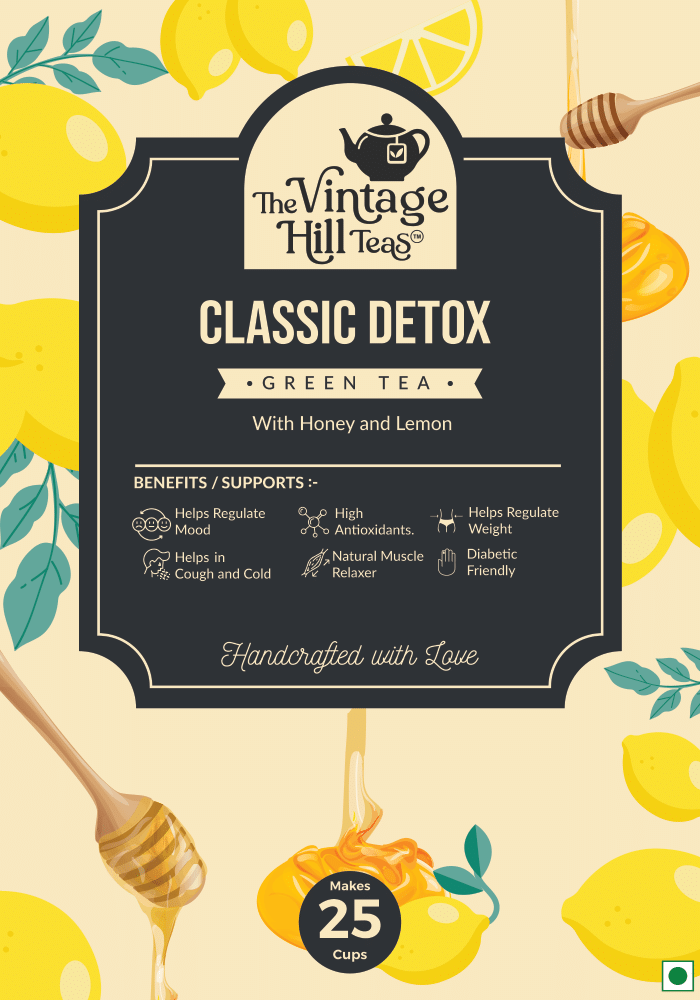 The Vintage
Hill Teas™
CLASSIC DETOX
• GREEN TEA •
With Honey and Lemon
BENEFITS / SUPPORTS :-
Helps Regulate
Mood
High
Antioxidants.
Helps Regulate
Weight
Helps in
Cough and Cold
Natural Muscle
Relaxer
Diabetic
Friendly
Handcrafted with Love
Makes
25
Cups